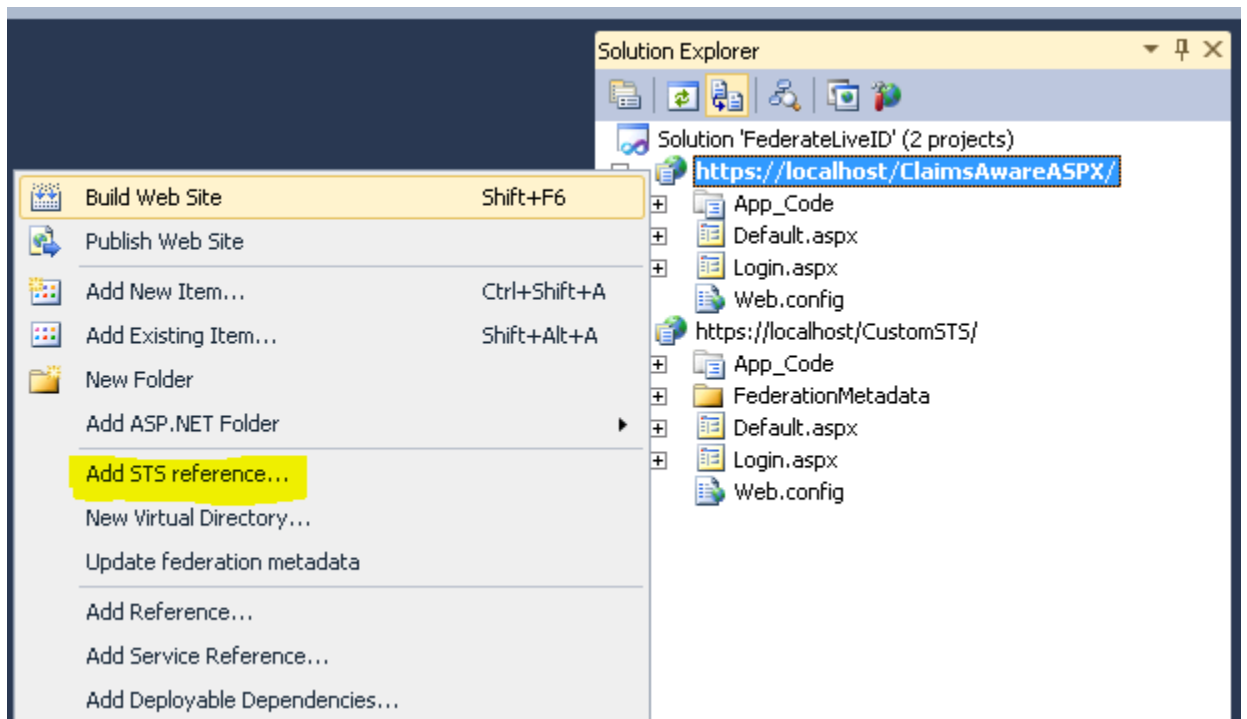 Solution Explorer
Solution 'FederateLiveID' (2 projects)
https://localhost/ClaimsAwareASPX/
App_Code
Default.aspx
Login.aspx
Web.config
https://localhost/CustomSTS/
App_Code
FederationMetadata
Default.aspx
Login.aspx
Web.config
Build Web Site Shift+F6
Publish Web Site
Add New Item... Ctrl+Shift+A
Add Existing Item... Shift+Alt+A
New Folder
Add ASP.NET Folder
Add STS reference...
New Virtual Directory...
Update federation metadata
Add Reference...
Add Service Reference...
Add Deployable Dependencies...